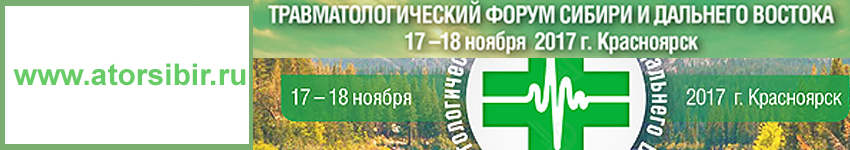 www.atorsibir.ru
ТРАВМАТОЛОГИЧЕСКИЙ ФОРУМ СИБИРИ И ДАЛЬНЕГО ВОСТОКА
17 –18 ноября 2017 г. Красноярск
17 – 18 ноября
2017 г. Красноярск